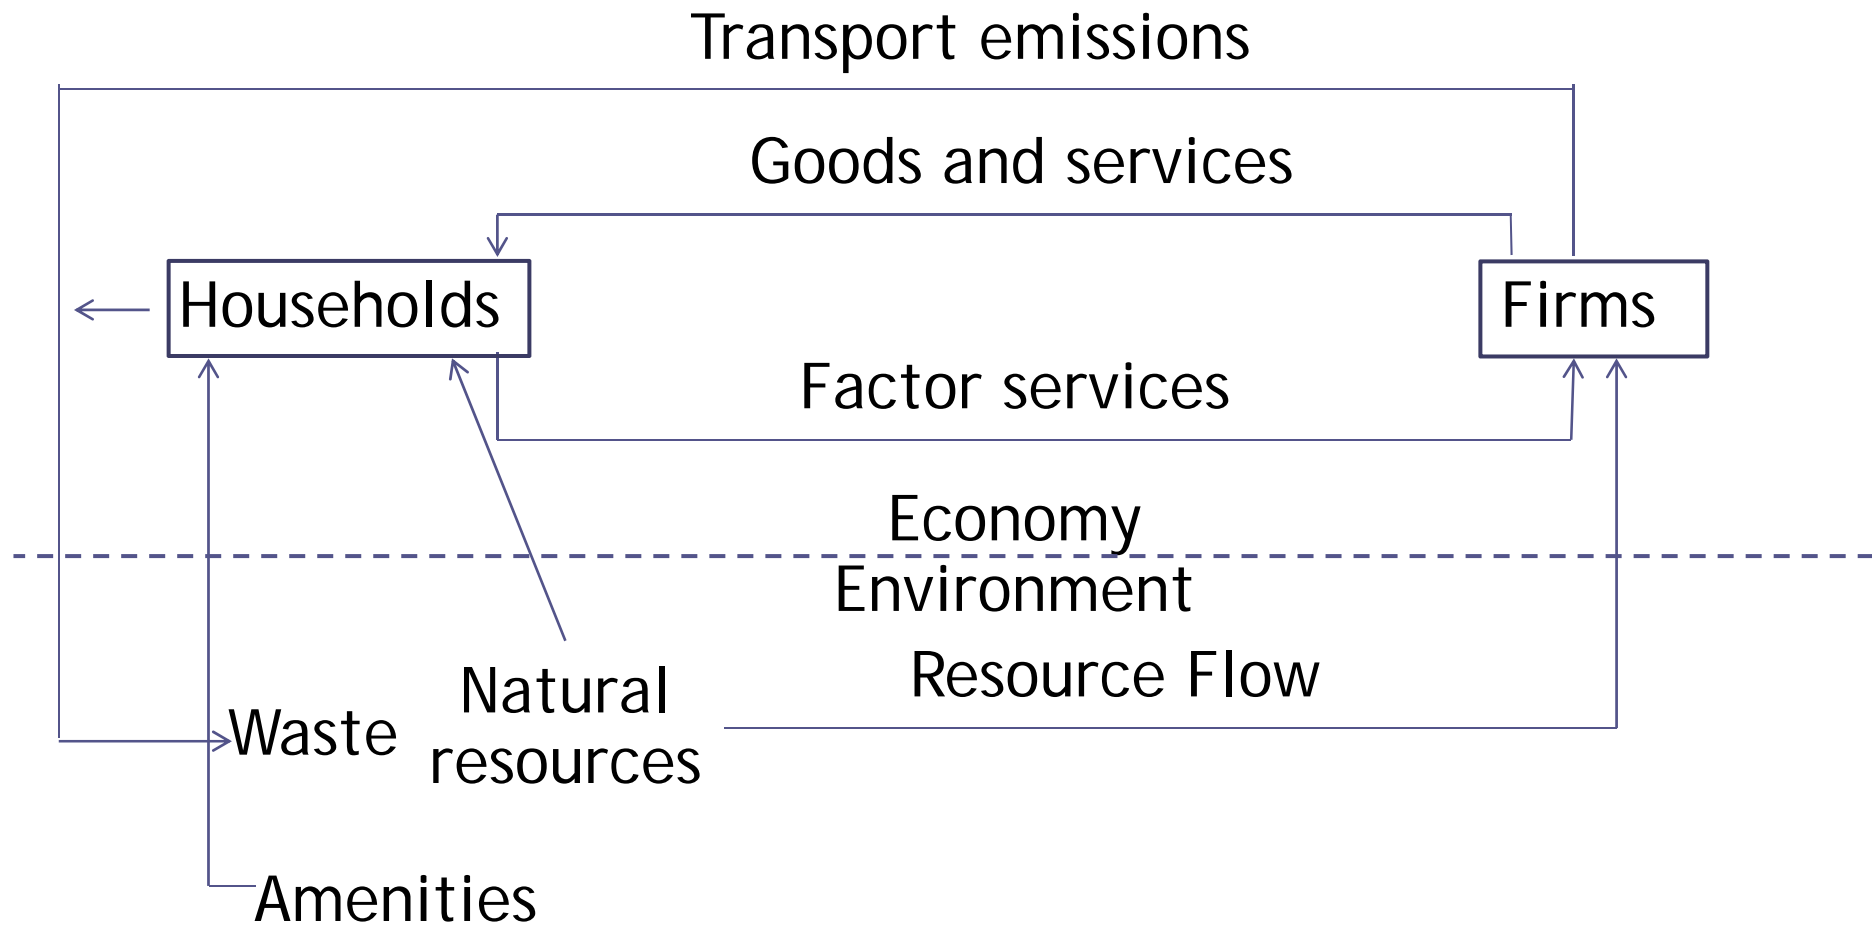 Transport emissions
Goods and services
Households
Firms
Factor services
Economy
Environment
Resource Flow
Natural
resources
Waste
Amenities